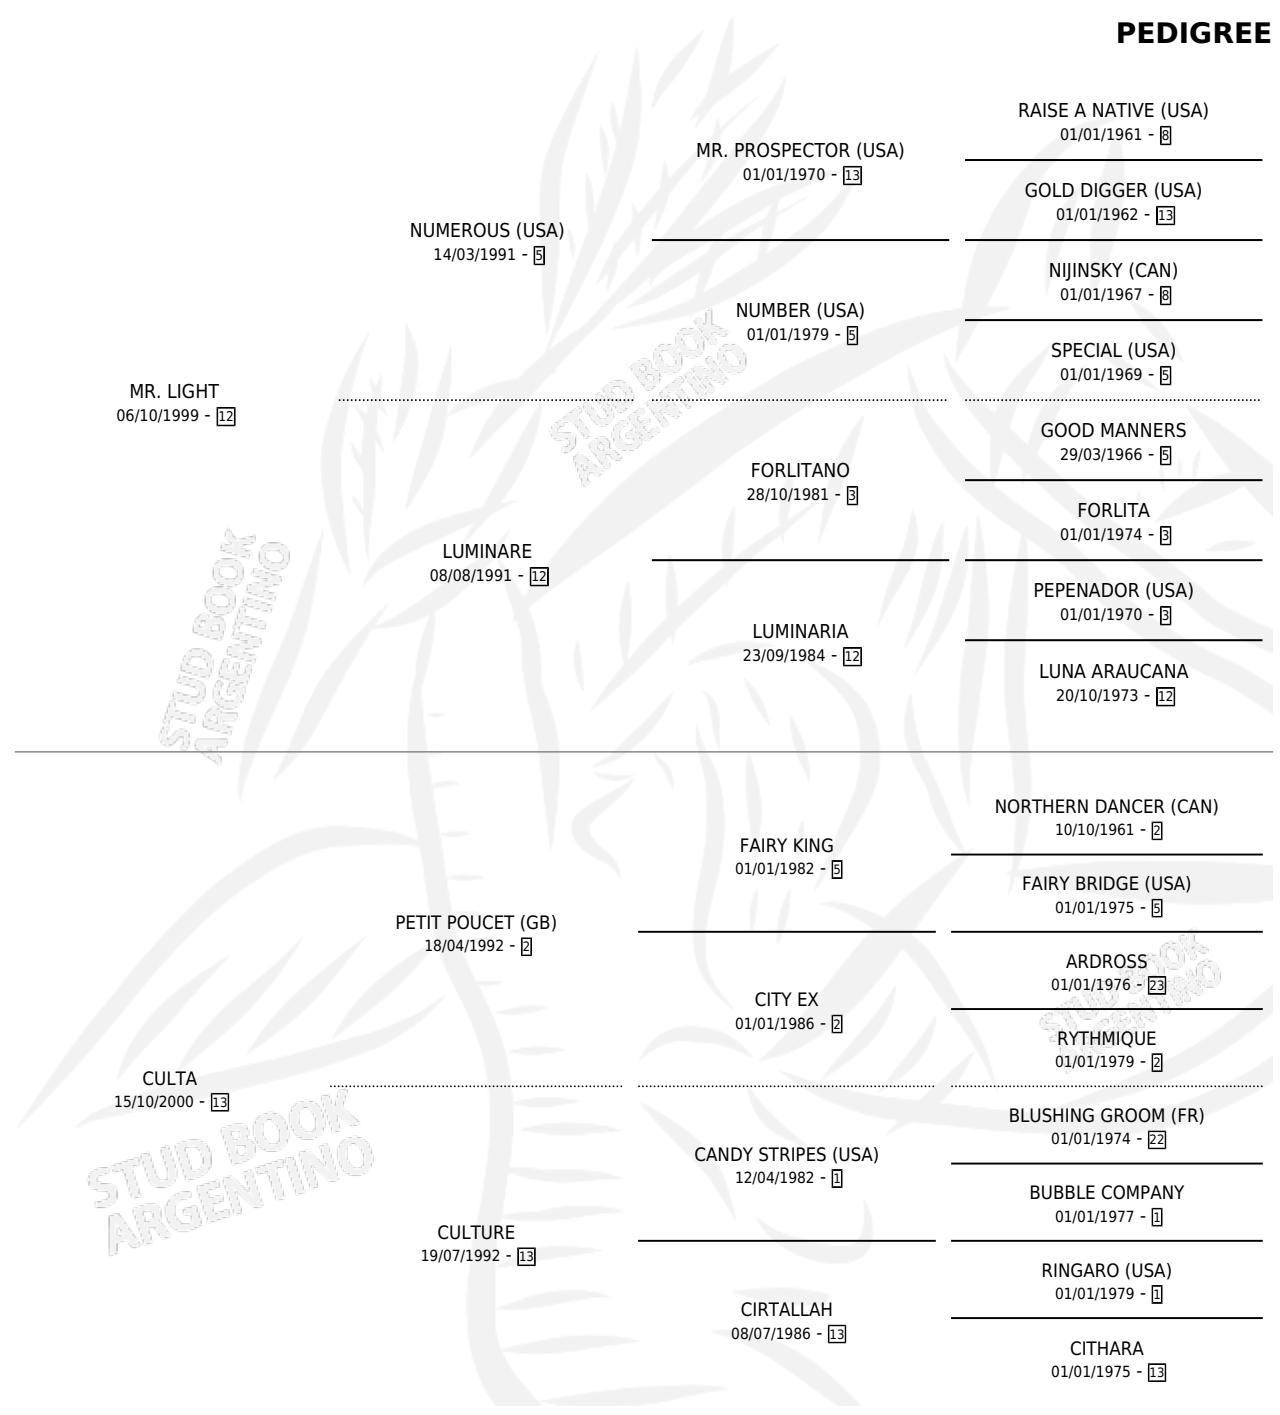 PEDIGREE
RAISE A NATIVE (USA)
01/01/1961 - 8
MR. PROSPECTOR (USA)
01/01/1970 - 13
GOLD DIGGER (USA)
01/01/1962 - 13
NUMEROUS (USA)
14/03/1991 - 5
NIJINSKY (CAN)
01/01/1967 - 8
NUMBER (USA)
01/01/1979 - 5
SPECIAL (USA)
01/01/1969 - 5
STUD BOOK
ARGENTINO
MR. LIGHT
06/10/1999 - 12
GOOD MANNERS
29/03/1966 - 5
FORLITANO
28/10/1981 - 3
FORLITA
01/01/1974 - 3
LUMINARE
08/08/1991 - 12
PEPENADOR (USA)
01/01/1970 - 3
LUMINARIA
23/09/1984 - 12
LUNA ARAUCANA
20/10/1973 - 12
STUD BOOK
ARGENTINO
NORTHERN DANCER (CAN)
10/10/1961 - 2
FAIRY KING
01/01/1982 - 5
FAIRY BRIDGE (USA)
01/01/1975 - 5
PETIT POUCET (GB)
18/04/1992 - 2
ARDROSS
01/01/1976 - 23
CITY EX
01/01/1986 - 2
RYTHMIQUE
01/01/1979 - 2
STUD BOOK
ARGENTINO
CULTA
15/10/2000 - 13
BLUSHING GROOM (FR)
01/01/1974 - 22
CANDY STRIPES (USA)
12/04/1982 - 1
BUBBLE COMPANY
01/01/1977 - 1
STUD BOOK
ARGENTINO
CULTURE
19/07/1992 - 13
RINGARO (USA)
01/01/1979 - 1
CIRTALLAH
08/07/1986 - 13
CITHARA
01/01/1975 - 13